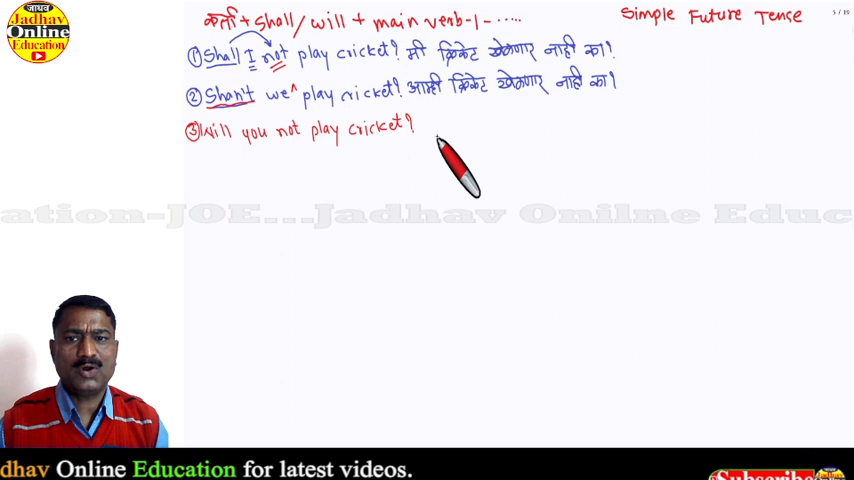 जाधव
Jadhav
Online
Education
कर्ता + shall / will + main verb-1 - .....
Simple Future Tense
5 / 15
① Shall I not play cricket? मी क्रिकेट खेळणार नाही का?
② Shan't we ^ play cricket? आम्ही क्रिकेट खेळणार नाही का?
③ Will you not play cricket?
ation-JOE...Jadhav Onilne Educ
dhav Online Education for latest videos.
Subscribe